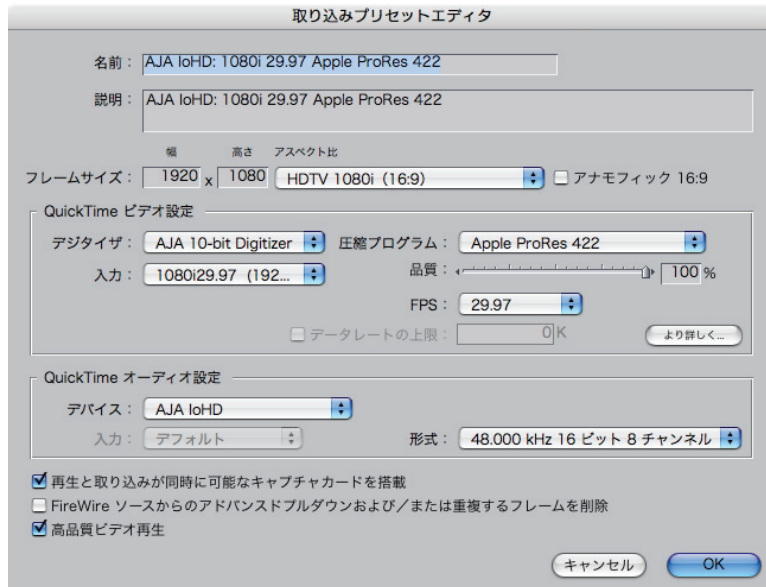 取り込みプリセットエディタ
名前： AJA IoHD: 1080i 29.97 Apple ProRes 422
説明： AJA IoHD: 1080i 29.97 Apple ProRes 422
幅 高さ アスペクト比
フレームサイズ： 1920 x 1080 HDTV 1080i (16:9) アナモフィック 16:9
QuickTime ビデオ設定
デジタイザ： AJA 10-bit Digitizer 圧縮プログラム： Apple ProRes 422
入力： 1080i29.97 (192... 品質： 100 %
FPS： 29.97
データレートの上限： 0 K より詳しく...
QuickTime オーディオ設定
デバイス： AJA IoHD
入力： デフォルト 形式： 48.000 kHz 16 ビット 8 チャンネル
再生と取り込みが同時に可能なキャプチャカードを搭載
FireWire ソースからのアドバンスドプルダウンおよび／または重複するフレームを削除
高品質ビデオ再生
キャンセル OK